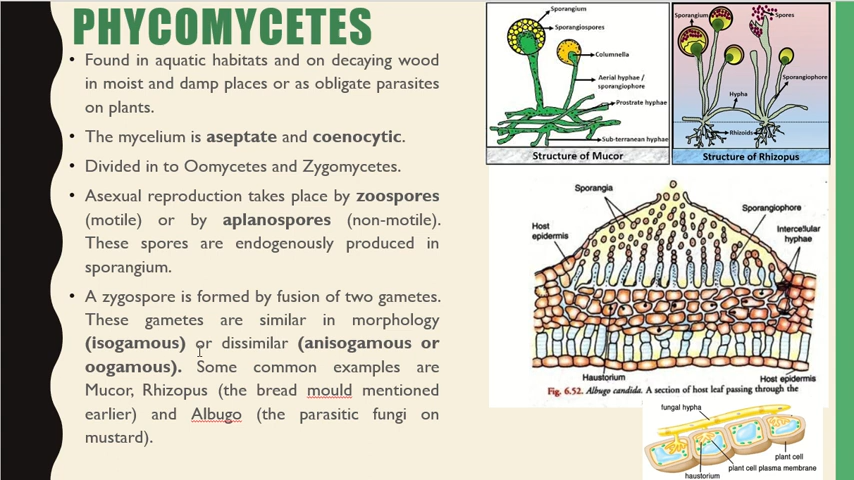 PHYCOMYCETES
• Found in aquatic habitats and on decaying wood
in moist and damp places or as obligate parasites
on plants.
• The mycelium is aseptate and coenocytic.
• Divided in to Oomycetes and Zygomycetes.
• Asexual reproduction takes place by zoospores
(motile) or by aplanospores (non-motile).
These spores are endogenously produced in
sporangium.
• A zygospore is formed by fusion of two gametes.
These gametes are similar in morphology
(isogamous) or dissimilar (anisogamous or
oogamous). Some common examples are
Mucor, Rhizopus (the bread mould mentioned
earlier) and Albugo (the parasitic fungi on
mustard).
Sporangium
Sporangiospores
Columnella
Aerial hyphae /
sporangiophore
Prostrate hyphae
Sub-terranean hyphae
Structure of Mucor
Sporangium
Spores
Sporangiophore
Hypha
Rhizoids
Structure of Rhizopus
Sporangia
Sporangiophore
Host
epidermis
Intercellular
hyphae
Haustorium
Host epidermis
Fig. 6.52. Albugo candida. A section of host leaf passing through the
fungal hypha
plant cell
plant cell plasma membrane
haustorium